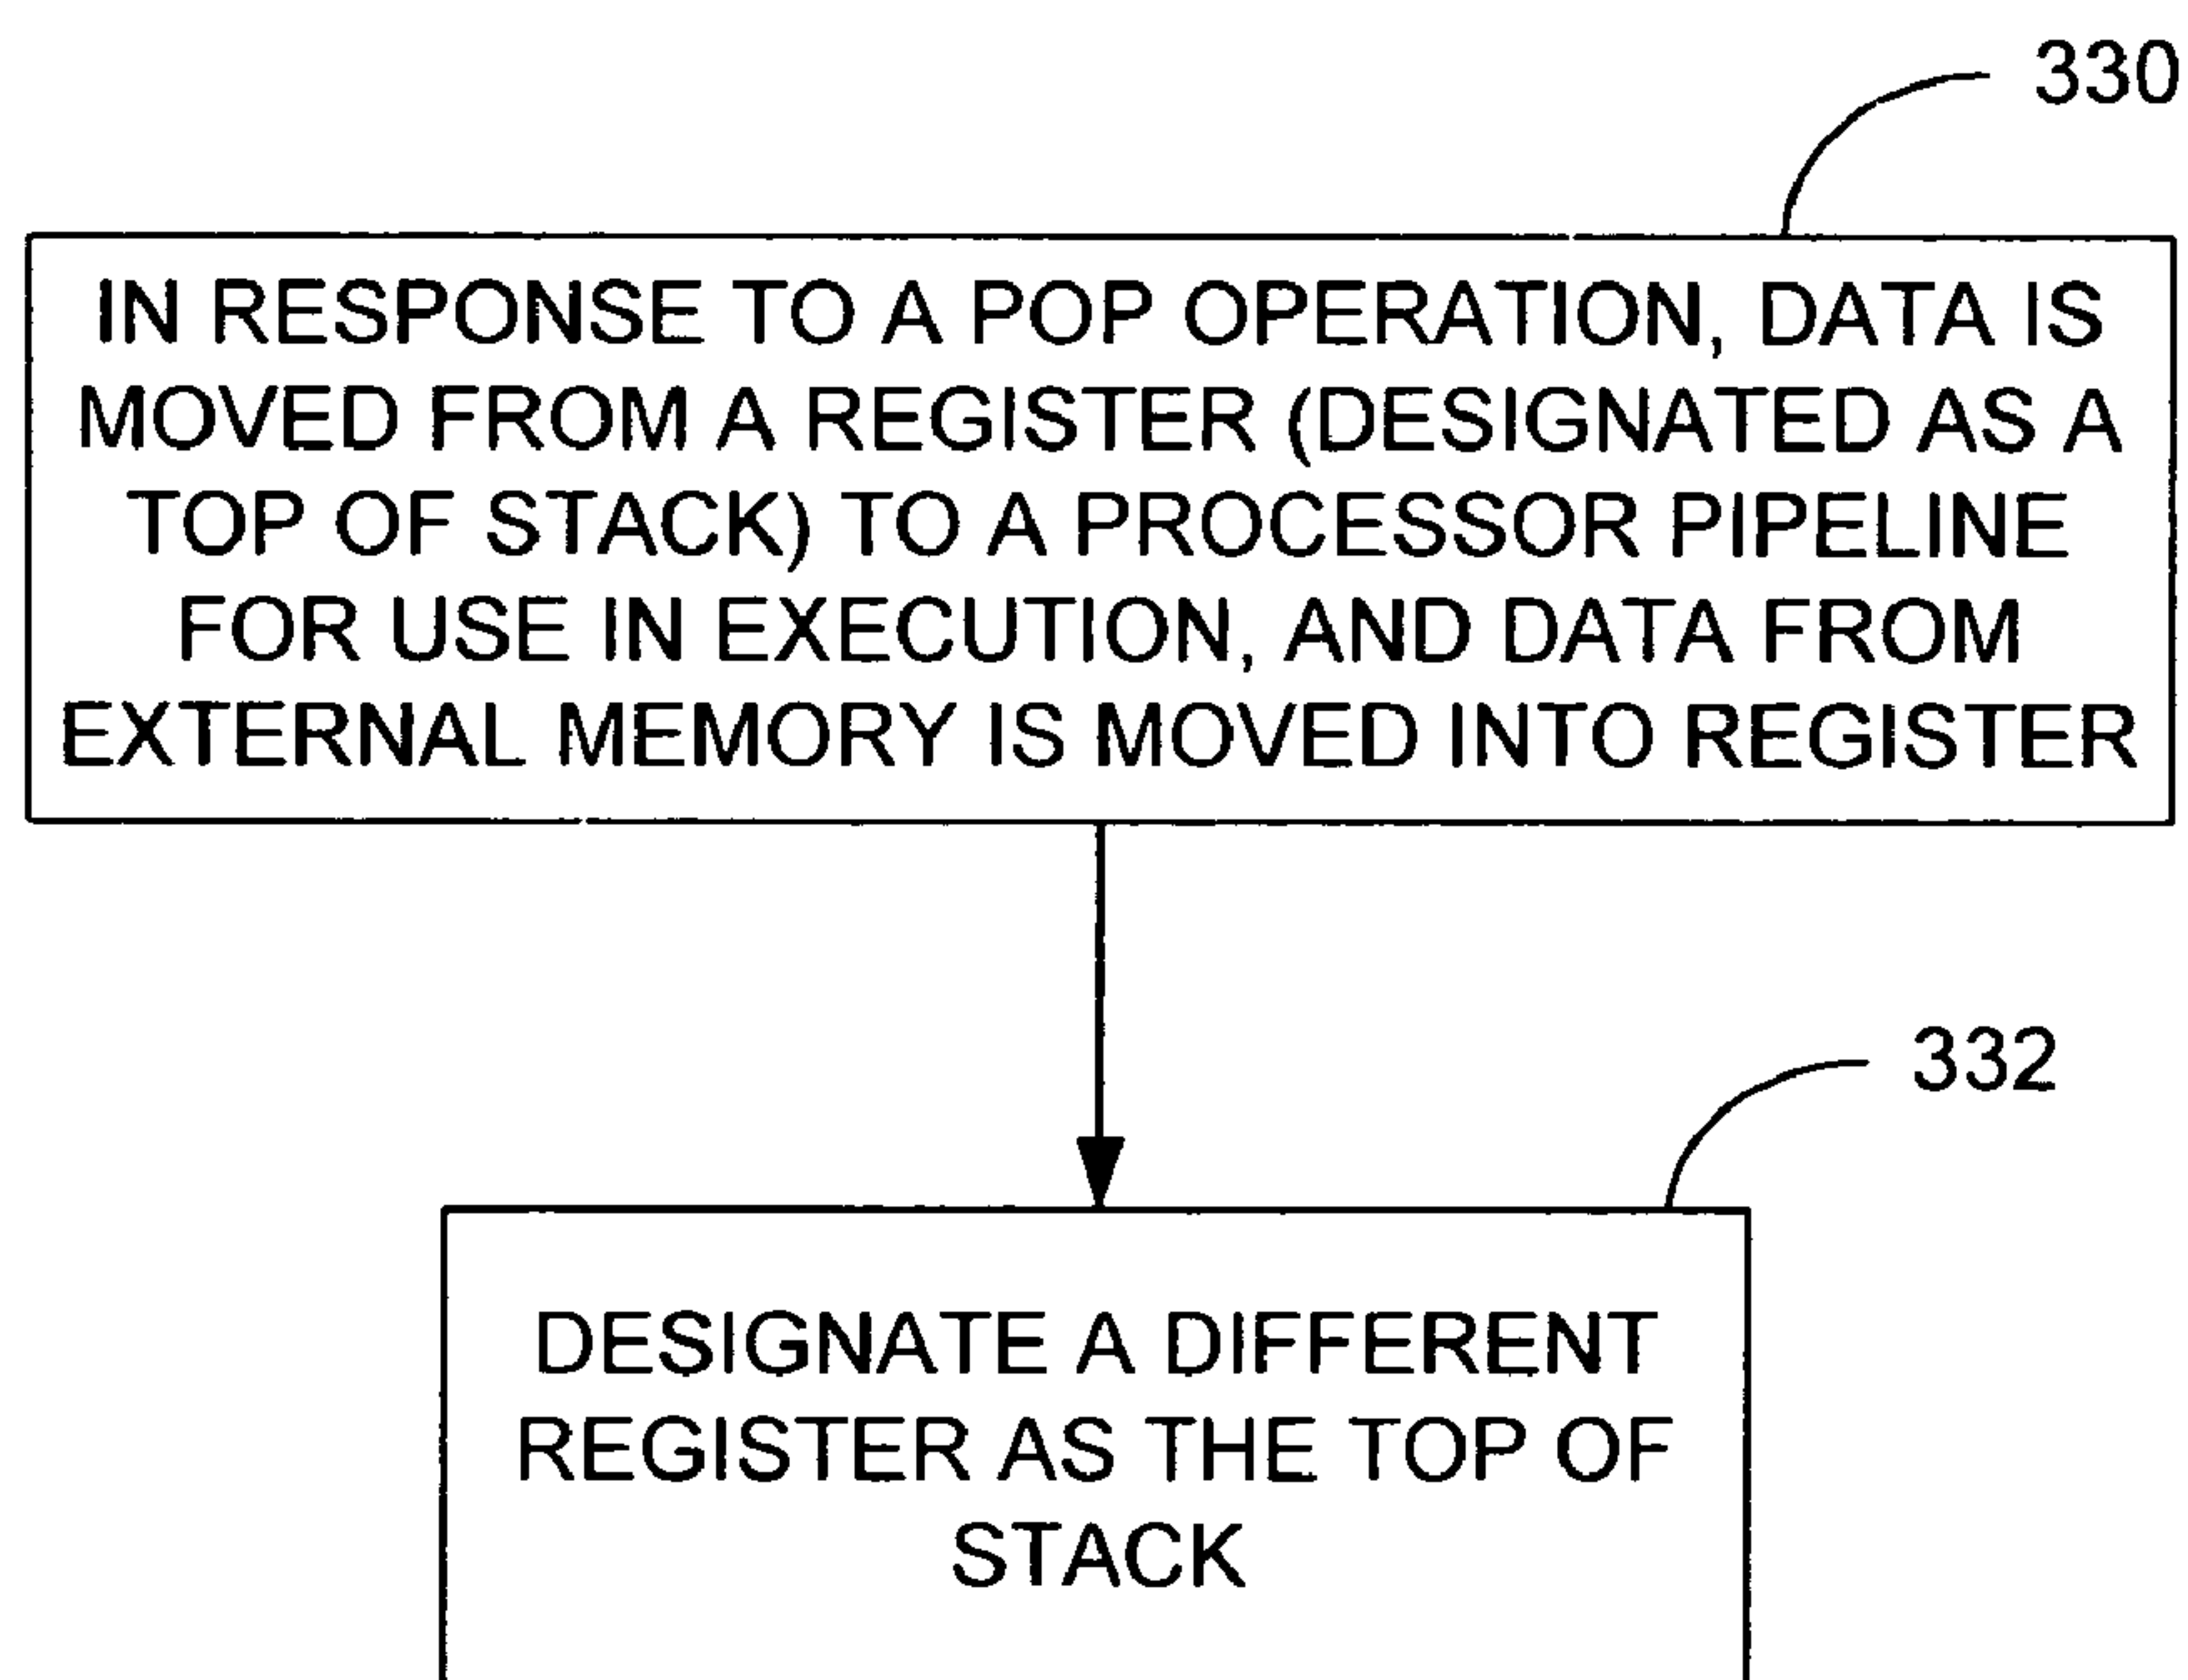 330
IN RESPONSE TO A POP OPERATION, DATA IS
MOVED FROM A REGISTER (DESIGNATED AS A
TOP OF STACK) TO A PROCESSOR PIPELINE
FOR USE IN EXECUTION, AND DATA FROM
EXTERNAL MEMORY IS MOVED INTO REGISTER
332
DESIGNATE A DIFFERENT
REGISTER AS THE TOP OF
STACK